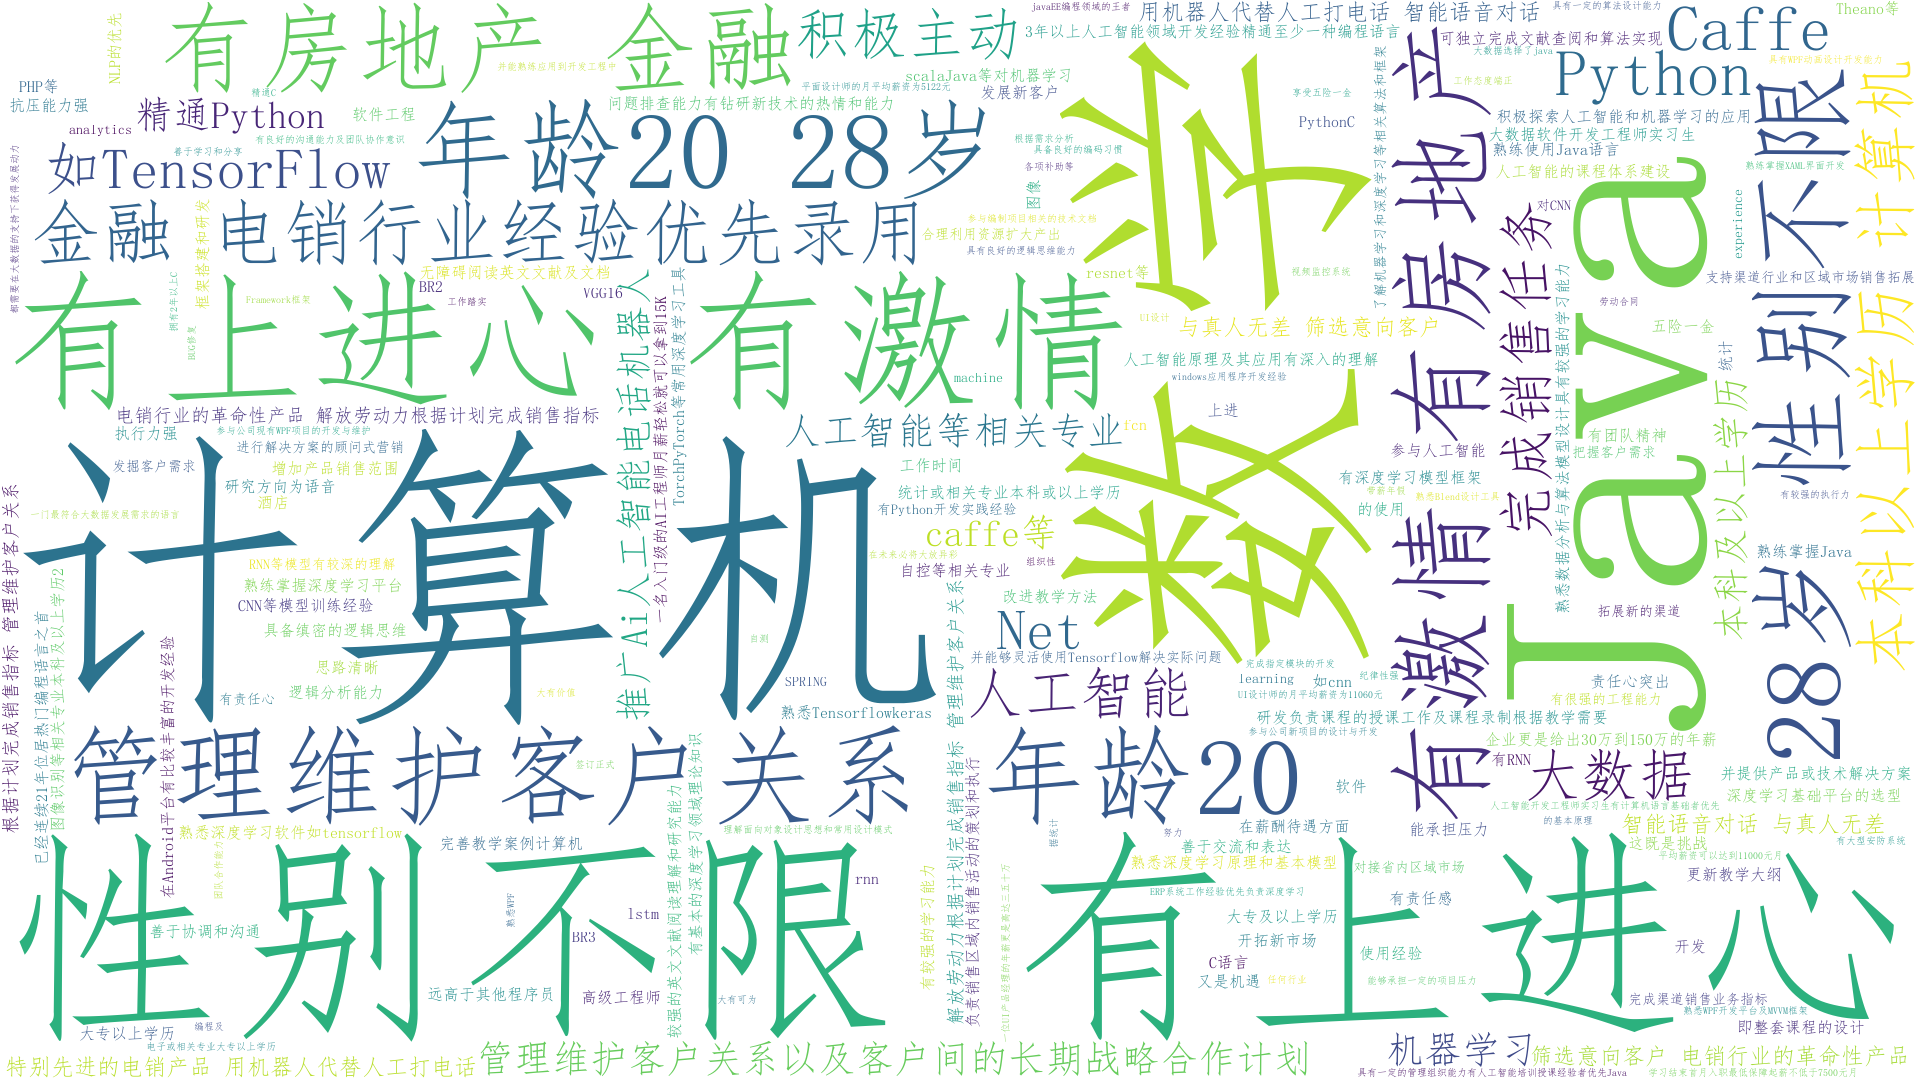 有房地产 金融
积极主动
javaEE编程领域的王者
用机器人代替人工打电话 智能语音对话
具有一定的算法设计能力
Theano等
NLP的优先
3年以上人工智能领域开发经验精通至少一种编程语言
可独立完成文献查阅和算法实现
Caffe
大数据选择了java
并能熟练应用到开发工程中
scalaJava等对机器学习
发展新客户
工作态度端正
具有WPF动画设计开发能力
PHP等
抗压能力强
精通C
精通Python
软件工程
平面设计师的月平均薪资为5122元
问题排查能力有钻研新技术的热情和能力
享受五险一金
Python
analytics
有良好的沟通能力及团队协作意识
善于学习和分享
年龄20 28岁
根据需求分析
具备良好的编码习惯
各项补助等
PythonC
积极探索人工智能和机器学习的应用
大数据软件开发工程师实习生
熟练使用Java语言
人工智能的课程体系建设
熟练掌握XAML界面开发
如TensorFlow
图像
金融 电销行业经验优先录用
参与编制项目相关的技术文档
合理利用资源扩大产出
具有良好的逻辑思维能力
对CNN
experience
学
了解机器学习和深度学习等相关算法和框架
有激情 有房地产
完成销售任务
Java
28岁 性别不限
本科以上学历 计算机
都需要在大数据的支持下获得发展动力
框架搭建和研发
无障碍阅读英文文献及文档
BR2
VGG16
工作踏实
Framework框架
拥有2年以上c
BUG修复
resnet等
视频监控系统
支持渠道行业和区域市场销售拓展
劳动合同
有上进心
有激情
UI设计
与真人无差 筛选意向客户
五险一金
统计
machine
人工智能原理及其应用有深入的理解
windows应用程序开发经验
推广Ai人工智能电话机器人
一名入门级的AI工程师月薪轻松就可以拿到15K
TorchPyTorch等常用深度学习工具
电销行业的革命性产品 解放劳动力根据计划完成销售指标
执行力强
参与公司现有WPF项目的开发与维护
人工智能等相关专业
上进
fcn
数
参与人工智能
有团队精神
把握客户需求
本科及以上学历
熟悉数据分析与算法模型设计具有较强的学习能力
进行解决方案的顾问式营销
发掘客户需求
增加产品销售范围
研究方向为语音
酒店
工作时间
统计或相关专业本科或以上学历
有Python开发实践经验
有深度学习模型框架
的使用
带薪年假
熟悉Blend设计工具
有较强的执行力
一门最符合大数据发展需求的语言
计算机
caffe等
在未来必将大放异彩
自控等相关专业
组织性
熟练掌握Java
RNN等模型有较深的理解
熟练掌握深度学习平台
CNN等模型训练经验
具备缜密的逻辑思维
改进教学方法
拓展新的渠道
思路清晰
逻辑分析能力
有责任心
大有价值
自测
Net
并能够灵活使用Tensorflow解决实际问题
完成指定模块的开发
learning
如cnn
纪律性强
责任心突出
有很强的工程能力
SPRING
熟悉Tensorflowkeras
人工智能
UI设计师的月平均薪资为11060元
研发负责课程的授课工作及课程录制根据教学需要
参与公司新项目的设计与开发
企业更是给出30万到150万的年薪
根据计划完成销售指标 管理维护客户关系
已经连续21年位居热门编程语言之首
图像识别等相关专业本科及以上学历2
在Android平台有比较丰富的开发经验
管理维护客户关系
签订正式
年龄20
软件
有RNN
大数据
并提供产品或技术解决方案
深度学习基础平台的选型
人工智能开发工程师实习生有计算机语言基础者优先
的基本原理
智能语音对话 与真人无差
这既是挑战
有大型安防系统
平均薪资可以达到11000元月
熟悉深度学习软件如tensorflow
完善教学案例计算机
理解面向对象设计思想和常用设计模式
据统计
努力
在薪酬待遇方面
善于交流和表达
熟悉深度学习原理和基本模型
对接省内区域市场
能承担压力
更新教学大纲
性别不限
团队合作能力
熟悉WPF
rnn
lstm
BR3
较强的英文文献阅读理解和研究能力
有基本的深度学习领域理论知识
有较强的学习能力
解放劳动力根据计划完成销售指标 管理维护客户关系
负责销售区域内销售活动的策划和执行
一位UI产品经理的年薪更是高达三五十万
ERP系统工作经验优先负责深度学习
有责任感
大专及以上学历
开拓新市场
使用经验
C语言
又是机遇
任何行业
能够承担一定的项目压力
有上进心
开发
善于协调和沟通
远高于其他程序员
高级工程师
大有可为
完成渠道销售业务指标
熟悉WPF开发平台及MVVM框架
即整套课程的设计
大专以上学历
编程及
电子或相关专业大专以上学历
特别先进的电销产品 用机器人代替人工打电话
管理维护客户关系以及客户间的长期战略合作计划
机器学习
筛选意向客户 电销行业的革命性产品
具有一定的管理组织能力有人工智能培训授课经验者优先Java
学习结束首月入职最低保障起薪不低于7500元月